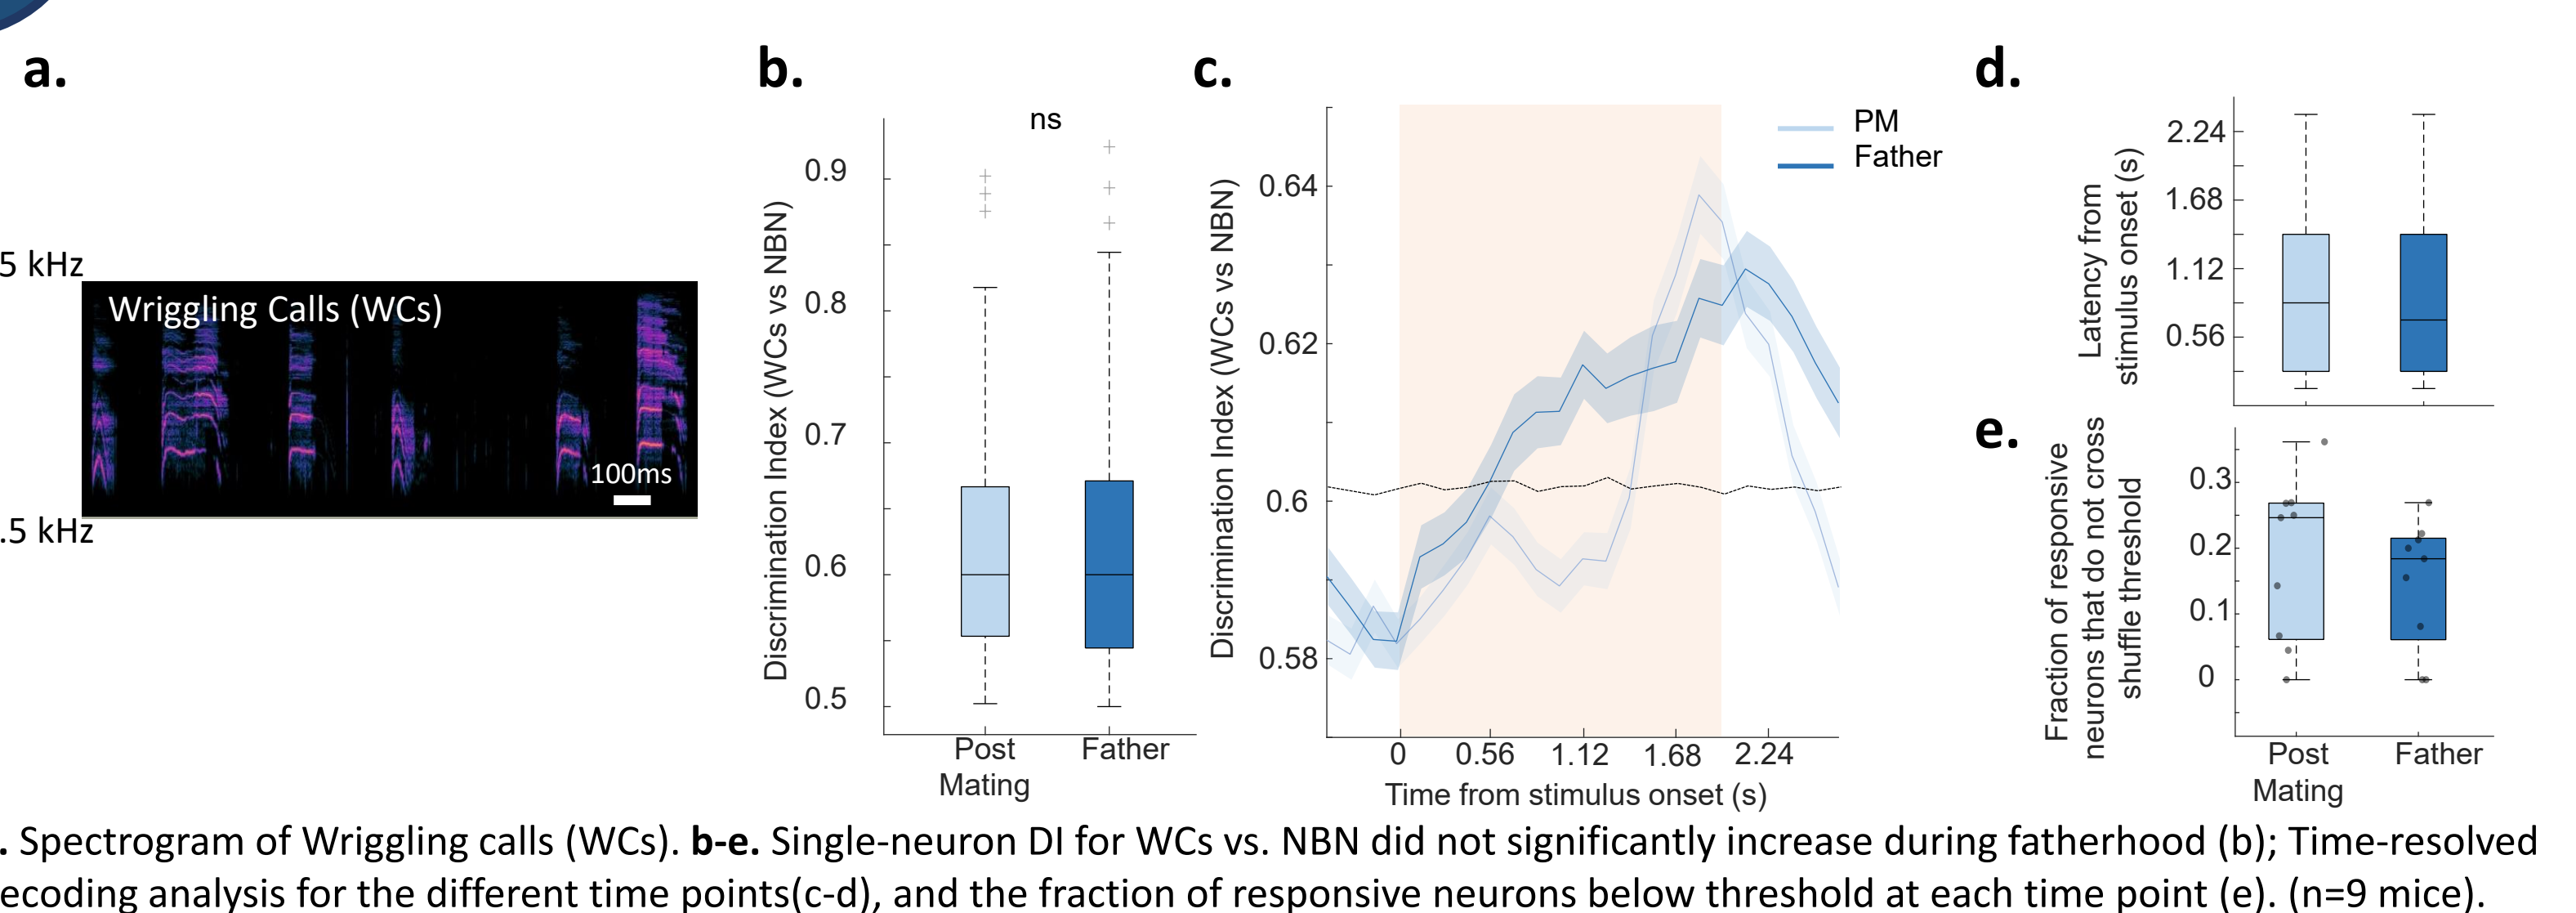 a.
5 kHz
Wriggling Calls (WCs)
100ms
.5 kHz
b.
ns
Discrimination Index (WCs vs NBN)
0.9
0.8
0.7
0.6
0.5
Post
Mating
Father
c.
PM
Father
Discrimination Index (WCs vs NBN)
0.64
0.62
0.6
0.58
0 0.56 1.12 1.68 2.24
Time from stimulus onset (s)
d.
Latency from
stimulus onset (s)
2.24
1.68
1.12
0.56
e.
Fraction of responsive
neurons that do not cross
shuffle threshold
0.3
0.2
0.1
0
Post
Mating
Father
. Spectrogram of Wriggling calls (WCs). b-e. Single-neuron DI for WCs vs. NBN did not significantly increase during fatherhood (b); Time-resolved
ecoding analysis for the different time points(c-d), and the fraction of responsive neurons below threshold at each time point (e). (n=9 mice).